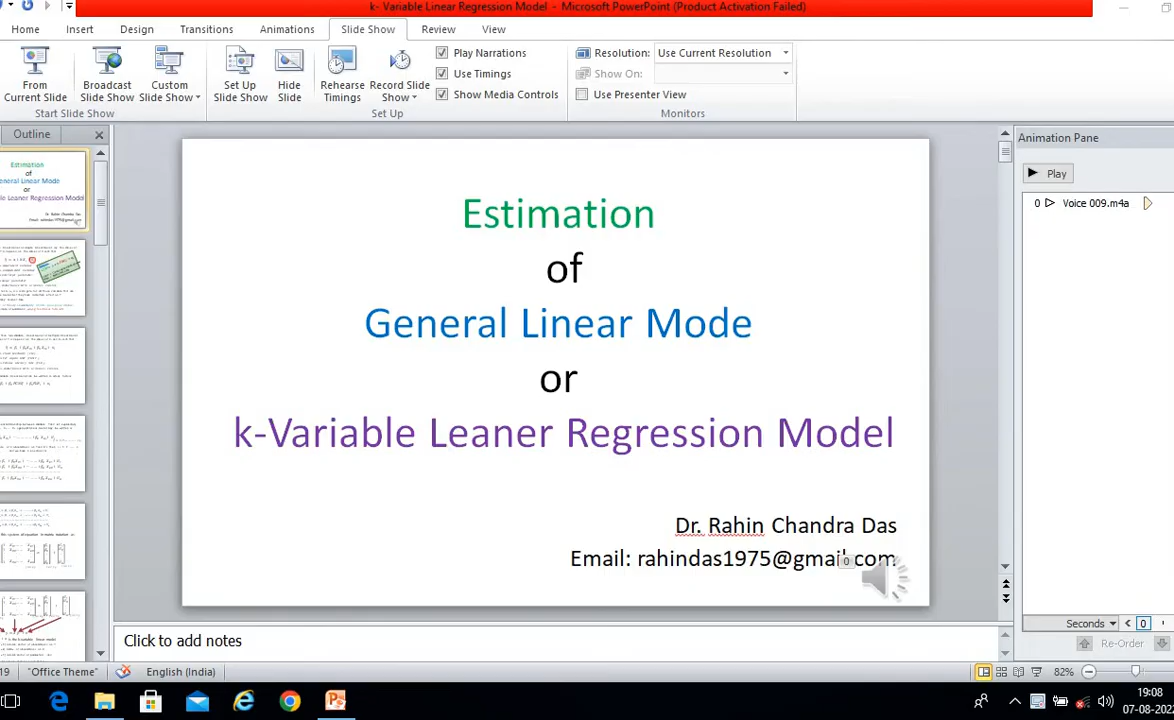 k- Variable Linear Regression Model - Microsoft PowerPoint (Product Activation Failed)
Home Insert Design Transitions Animations Slide Show Review View
From Current Slide
Broadcast Slide Show
Custom Slide Show
Set Up Slide Show
Hide Slide
Rehearse Timings
Record Slide Show
Play Narrations
Use Timings
Show Media Controls
Resolution: Use Current Resolution
Show On:
Use Presenter View
Start Slide Show
Set Up
Monitors
Outline
Animation Pane
Play
0 Voice 009.m4a
Estimation
of
General Linear Mode
or
k-Variable Leaner Regression Model
Dr. Rahin Chandra Das
Email: rahindas1975@gmail.com
0
Click to add notes
Seconds 0
Re-Order
19 "Office Theme" English (India) 82%
19:08
07-08-202